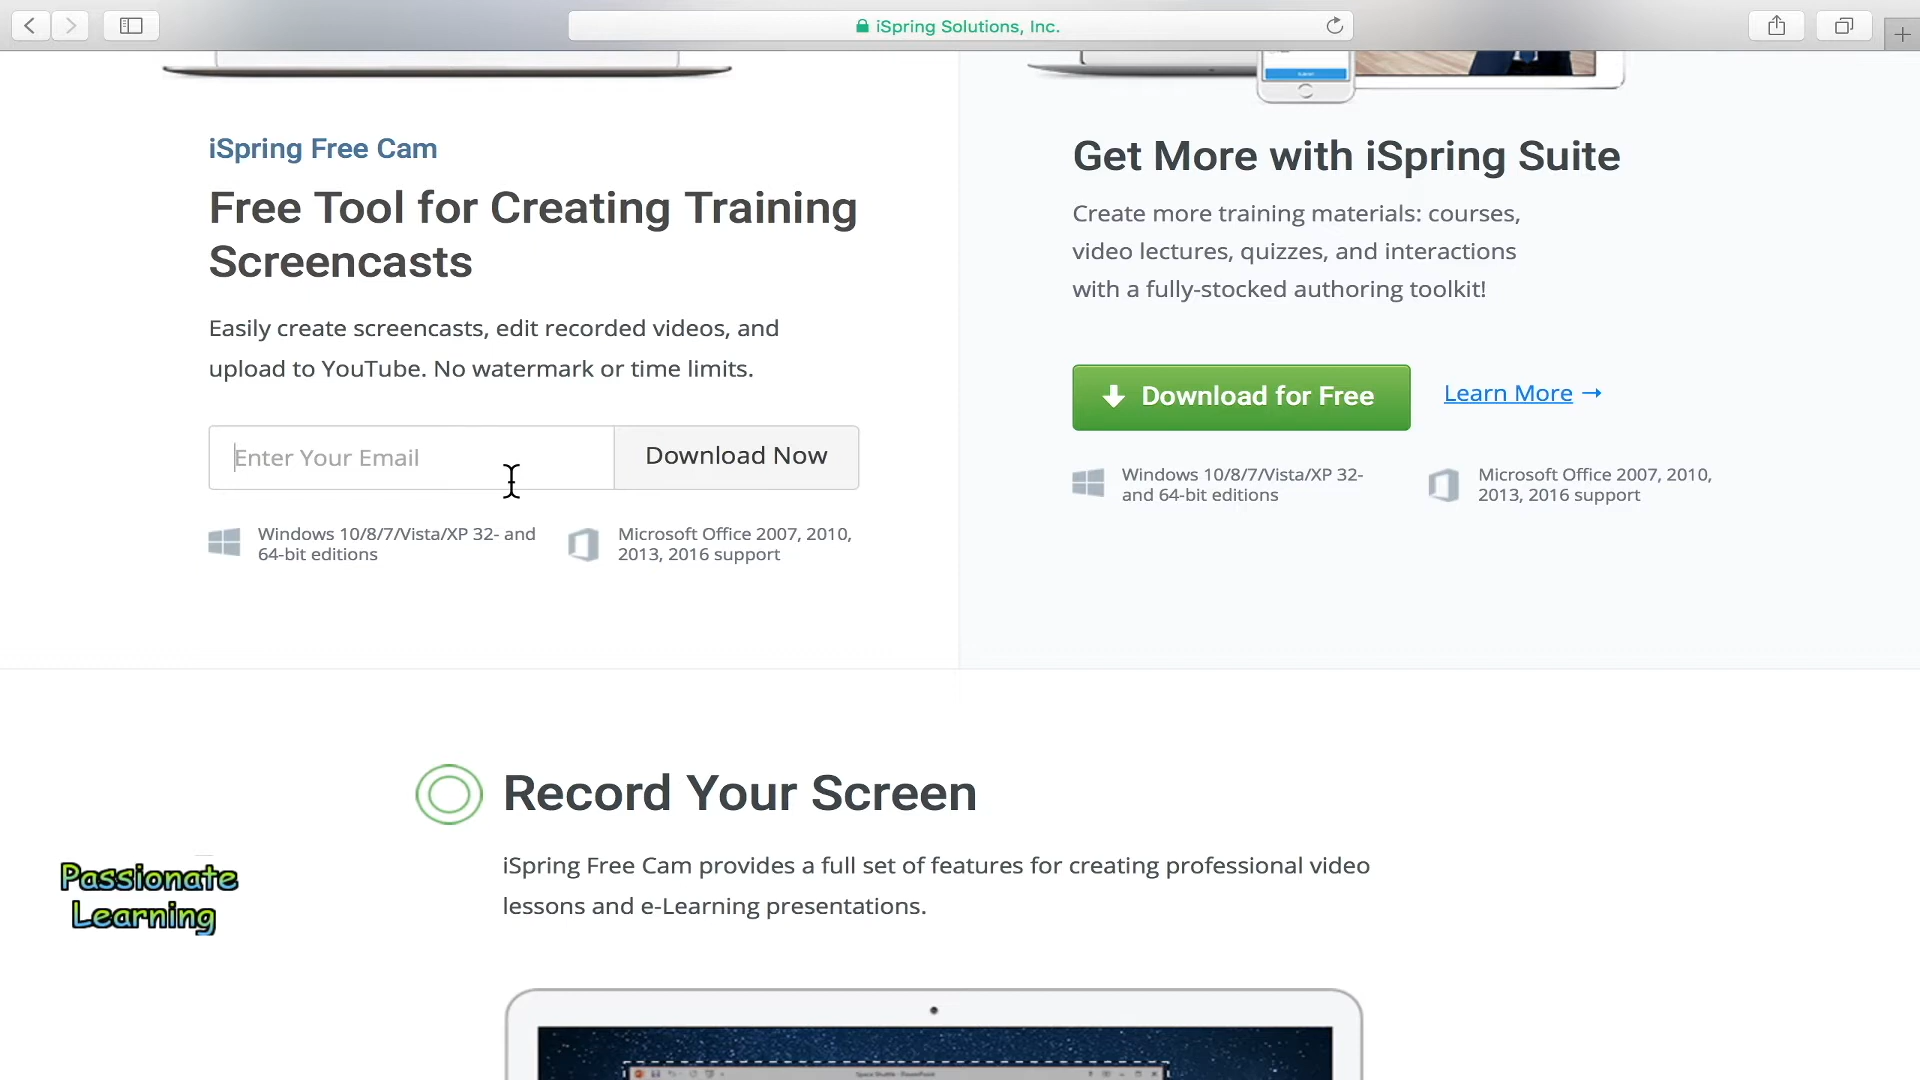 iSpring Solutions, Inc.
iSpring Free Cam
Free Tool for Creating Training
Screencasts
Easily create screencasts, edit recorded videos, and
upload to YouTube. No watermark or time limits.
Enter Your Email
Download Now
Windows 10/8/7/Vista/XP 32- and
64-bit editions
Microsoft Office 2007, 2010,
2013, 2016 support
Get More with iSpring Suite
Create more training materials: courses,
video lectures, quizzes, and interactions
with a fully-stocked authoring toolkit!
Download for Free
Learn More →
Windows 10/8/7/Vista/XP 32-
and 64-bit editions
Microsoft Office 2007, 2010,
2013, 2016 support
Record Your Screen
iSpring Free Cam provides a full set of features for creating professional video
lessons and e-Learning presentations.
Passionate
Learning
Space Shuttle - PowerPoint